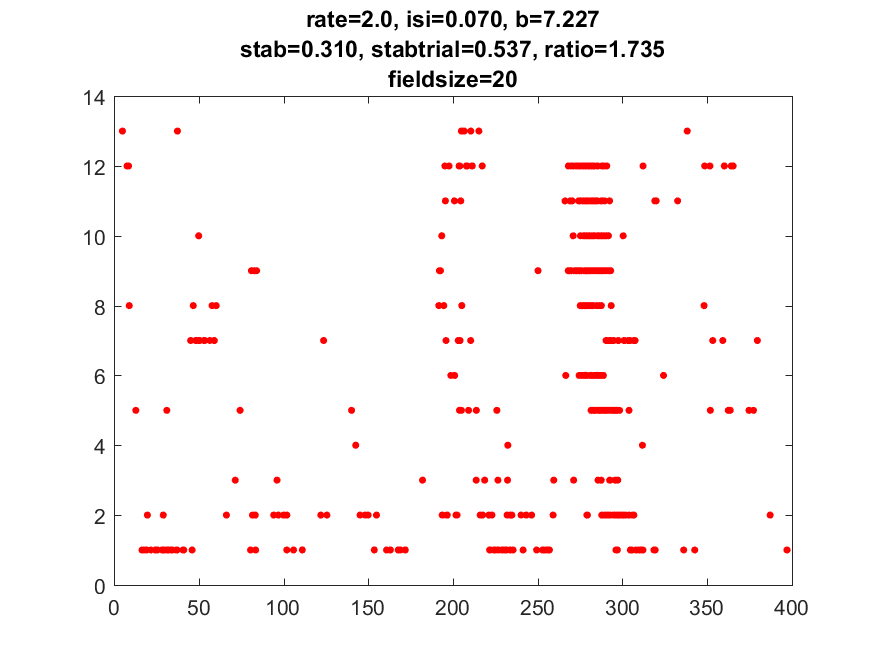 rate=2.0, isi=0.070, b=7.227
stab=0.310, stabtrial=0.537, ratio=1.735
fieldsize=20
14
12
10
8
6
4
2
0
0 50 100 150 200 250 300 350 400